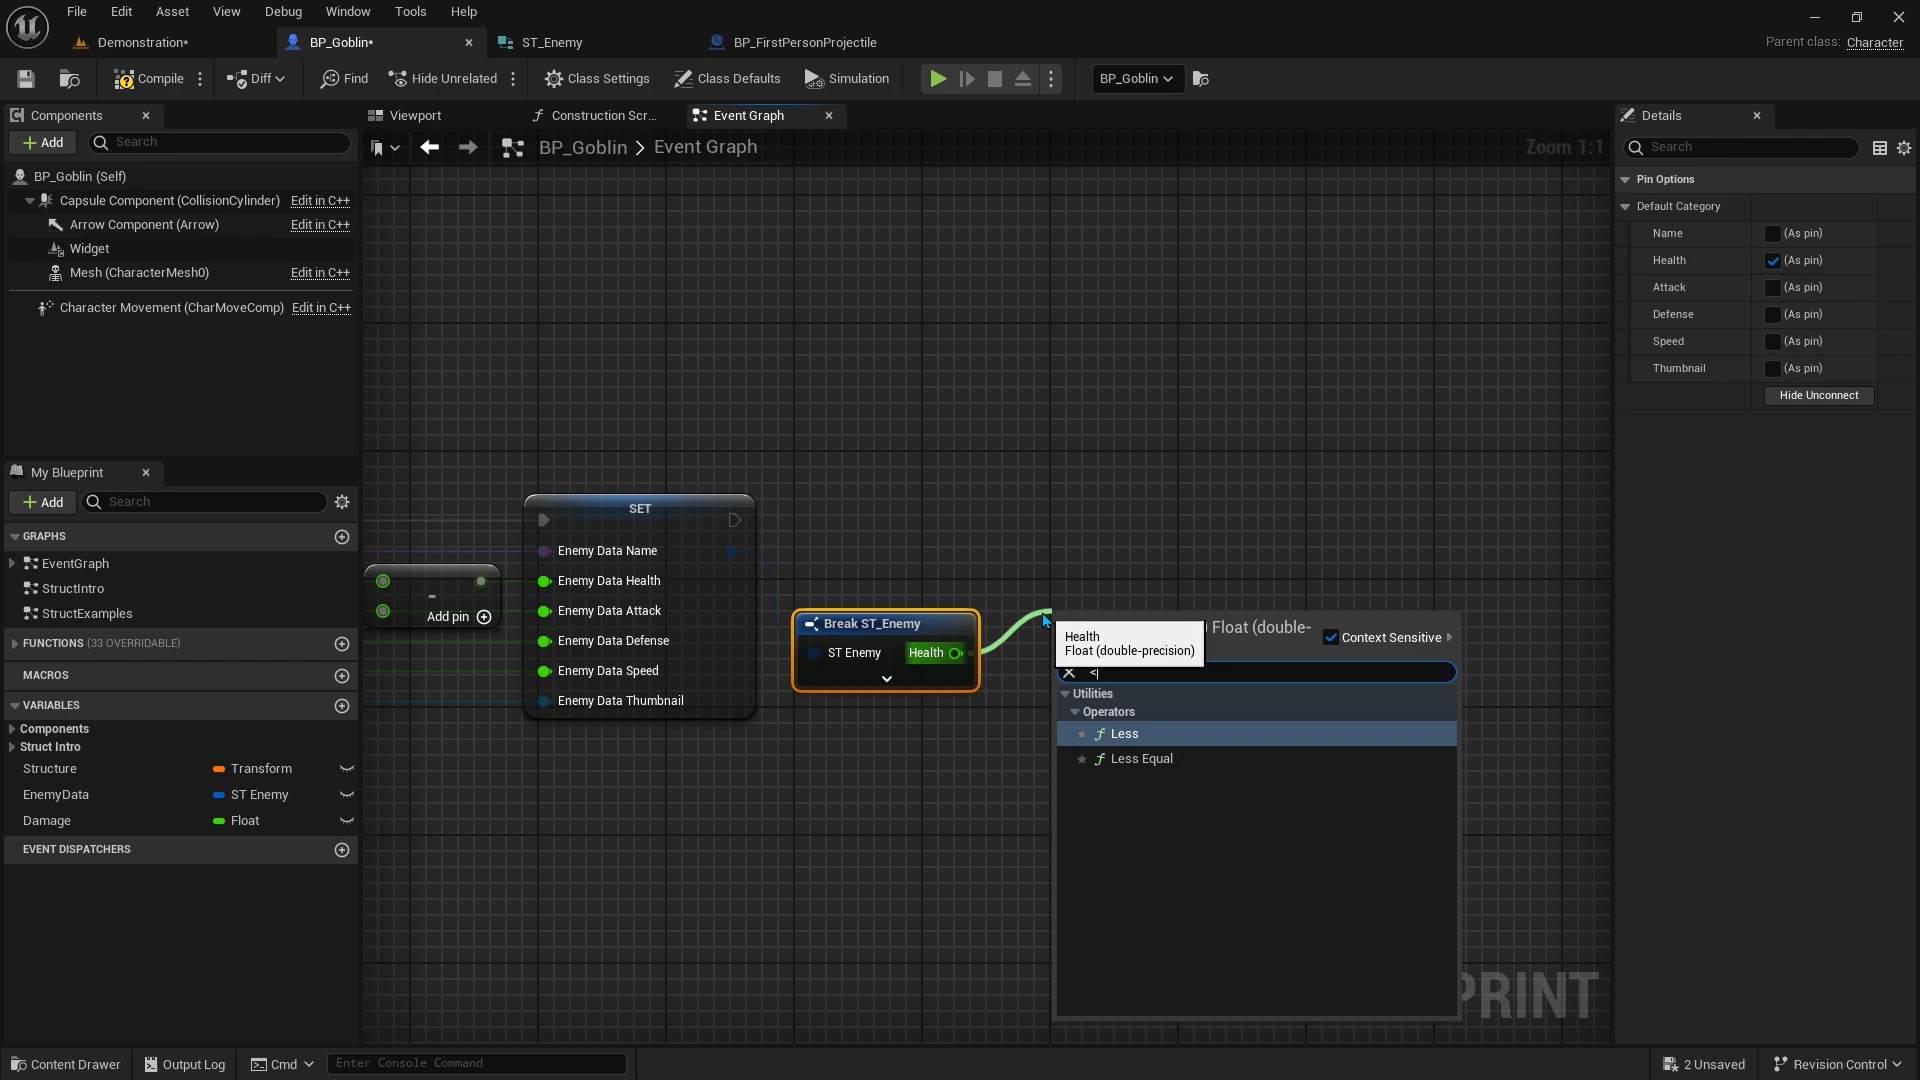 File Edit Asset View Debug Window Tools Help
Demonstration* BP_Goblin* ST_Enemy BP_FirstPersonProjectile
Parent class: Character
Compile Diff Find Hide Unrelated Class Settings Class Defaults Simulation BP_Goblin
Components
Viewport Construction Scr... Event Graph
Details
Add Search
BP_Goblin > Event Graph
Zoom 1:1
Search
BP_Goblin (Self)
Capsule Component (CollisionCylinder) Edit in C++
Arrow Component (Arrow) Edit in C++
Widget
Mesh (CharacterMesh0) Edit in C++
Character Movement (CharMoveComp) Edit in C++
Pin Options
Default Category
Name (As pin)
Health (As pin)
Attack (As pin)
Defense (As pin)
Speed (As pin)
Thumbnail (As pin)
Hide Unconnect
My Blueprint
Add Search
GRAPHS
EventGraph
StructIntro
StructExamples
FUNCTIONS (33 OVERRIDABLE)
MACROS
VARIABLES
Components
Struct Intro
Structure Transform
EnemyData ST Enemy
Damage Float
EVENT DISPATCHERS
-
Add pin
SET
Enemy Data Name
Enemy Data Health
Enemy Data Attack
Enemy Data Defense
Enemy Data Speed
Enemy Data Thumbnail
Break ST_Enemy
ST Enemy Health
Health
Float (double-precision)
Float (double-
Context Sensitive
<
Utilities
Operators
Less
Less Equal
PRINT
Content Drawer Output Log Cmd Enter Console Command
2 Unsaved Revision Control